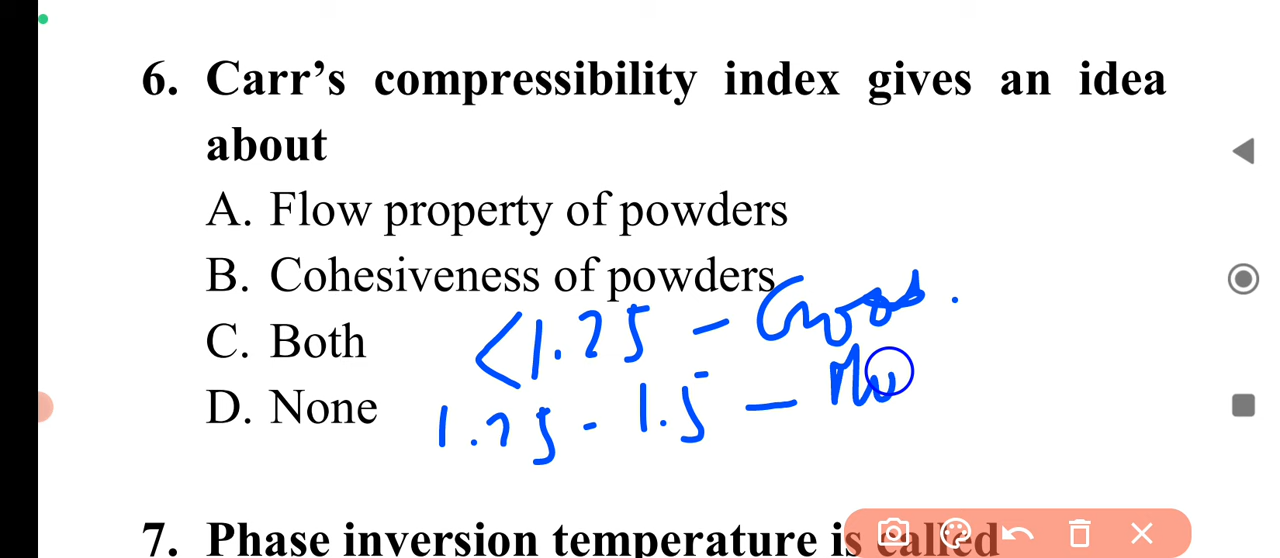 6. Carr’s compressibility index gives an idea
about
A. Flow property of powders
B. Cohesiveness of powders
C. Both
<1.25 - Good.
D. None
1.25 - 1.5 -
7. Phase inversion temperature is called